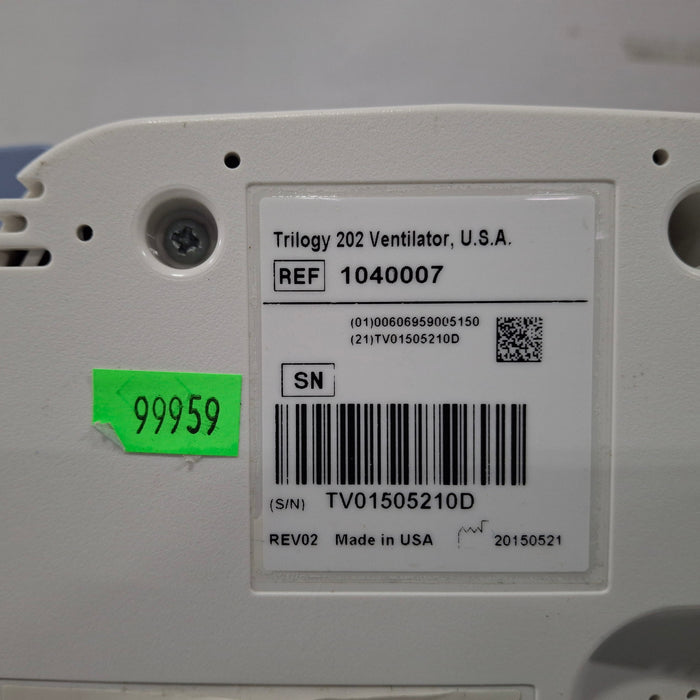 Trilogy 202 Ventilator, U.S.A.
REF 1040007
(01)00606959005150
(21)TV01505210D
SN
99959
(S/N) TV01505210D
REV02 Made in USA 20150521